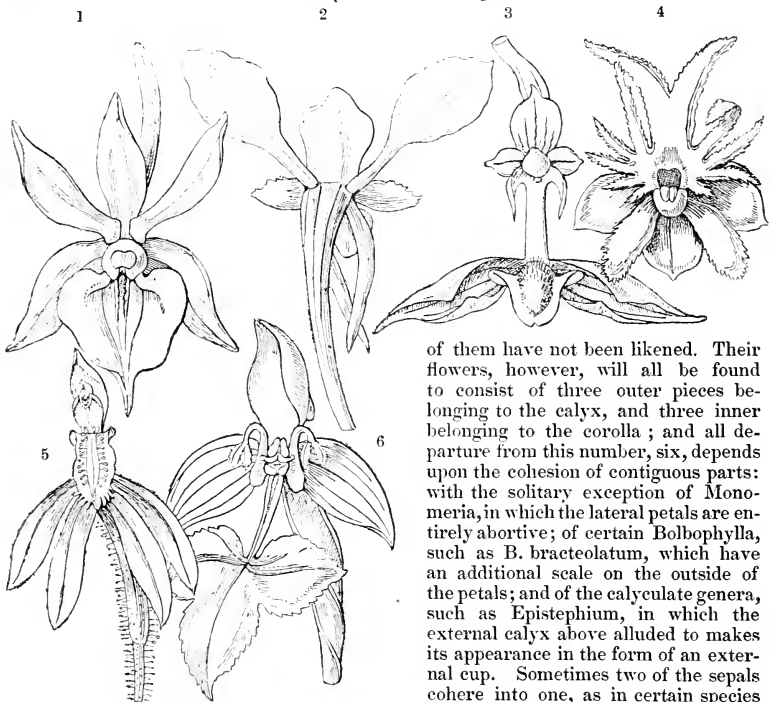 1 2 3 4
of them have not been likened. Their
flowers, however, will all be found
to consist of three outer pieces be-
longing to the calyx, and three inner
belonging to the corolla ; and all de-
parture from this number, six, depends
upon the cohesion of contiguous parts:
with the solitary exception of Mono-
meria, in which the lateral petals are en-
tirely abortive; of certain Bolbophylla,
such as B. bracteolatum, which have
an additional scale on the outside of
the petals; and of the calyculate genera,
such as Epistephium, in which the
external calyx above alluded to makes
its appearance in the form of an exter-
nal cup. Sometimes two of the sepals
cohere into one, as in certain species
5 6